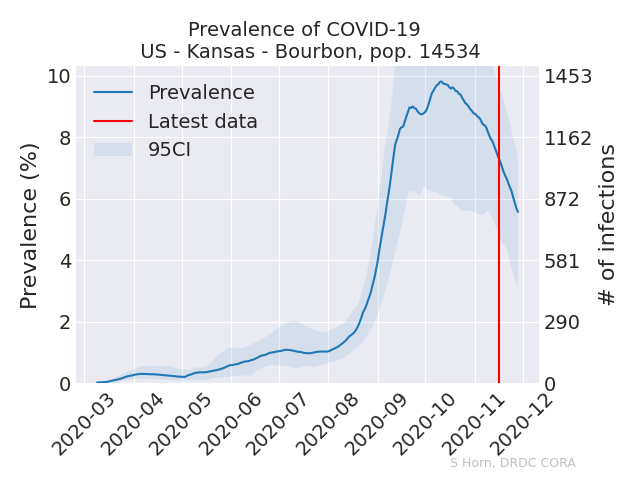 Prevalence of COVID-19
US - Kansas - Bourbon, pop. 14534
Prevalence
Latest data
95CI
Prevalence (%)
10
8
6
4
2
0
# of infections
1453
1162
872
581
290
0
2020-03
2020-04
2020-05
2020-06
2020-07
2020-08
2020-09
2020-10
2020-11
2020-12
S Horn, DRDC CORA